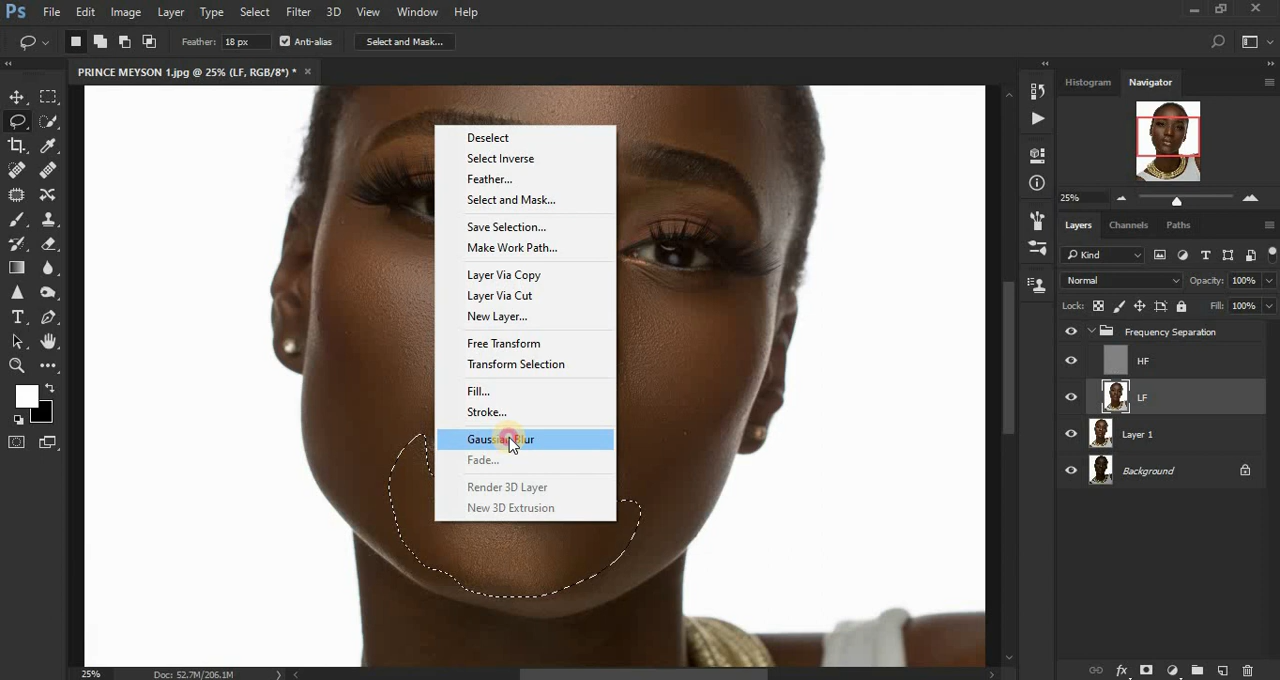 Ps File Edit Image Layer Type Select Filter 3D View Window Help
Feather: 18 px Anti-alias Select and Mask...
PRINCE MEYSON 1.jpg @ 25% (LF, RGB/8*) * ×
Histogram Navigator
25%
Layers Channels Paths
Kind
Normal Opacity: 100%
Lock: Fill: 100%
Frequency Separation
HF
LF
Layer 1
Background
Deselect
Select Inverse
Feather...
Select and Mask...
Save Selection...
Make Work Path...
Layer Via Copy
Layer Via Cut
New Layer...
Free Transform
Transform Selection
Fill...
Stroke...
Gaussian Blur
Fade...
Render 3D Layer
New 3D Extrusion
25% Doc: 52.7M/206.1M